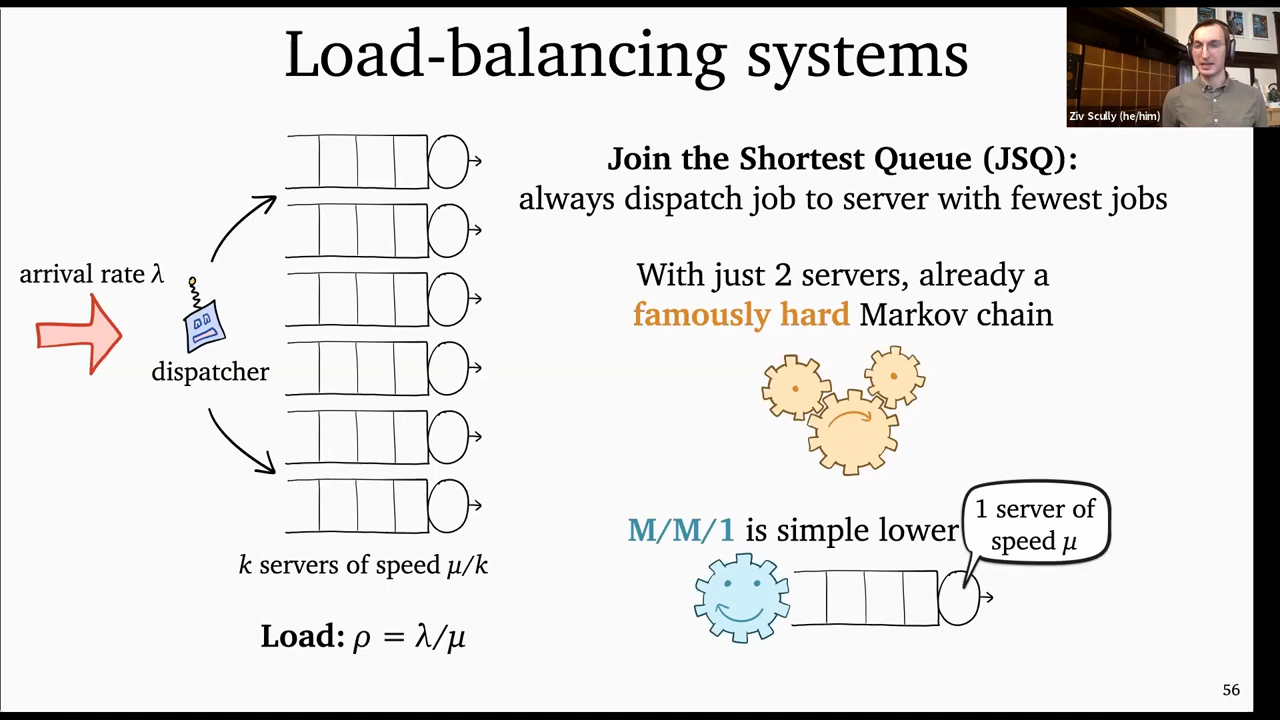 Load-balancing systems
Ziv Scully (he/him)
Join the Shortest Queue (JSQ):
always dispatch job to server with fewest jobs
arrival rate λ
dispatcher
With just 2 servers, already a
famously hard Markov chain
M/M/1 is simple lower
1 server of
speed μ
k servers of speed μ/k
Load: ρ = λ/μ
56